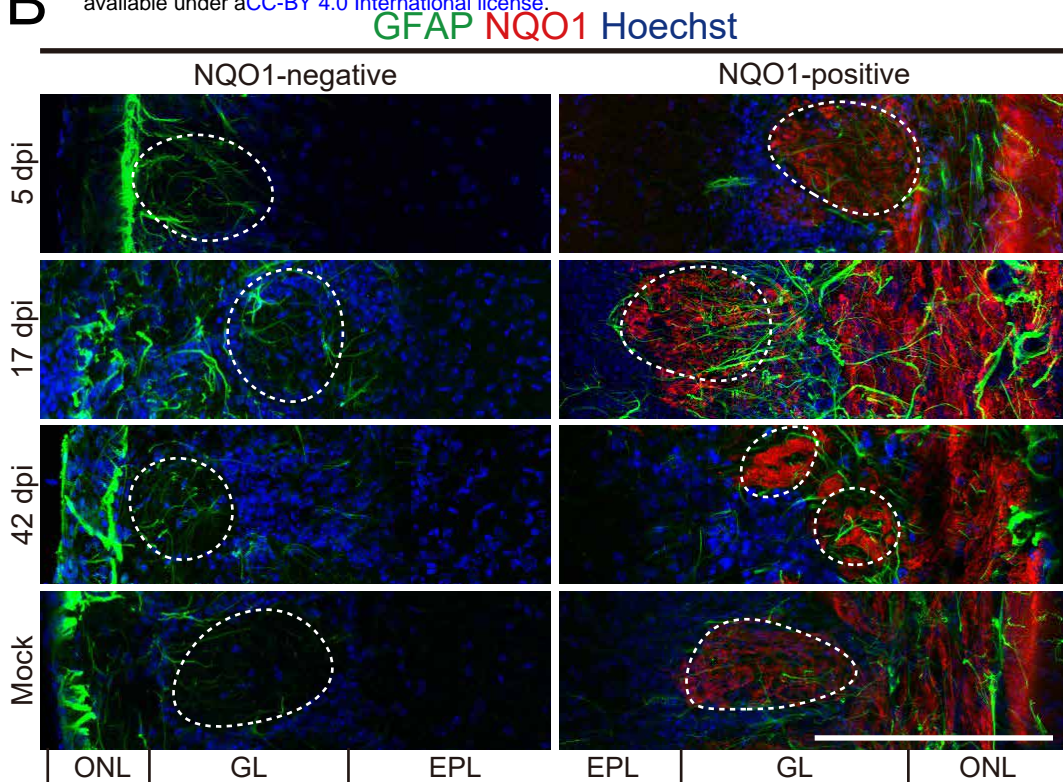 B
available under aCC-BY 4.0 International license.
GFAP NQO1 Hoechst
NQO1-negative NQO1-positive
5 dpi
17 dpi
42 dpi
Mock
ONL GL EPL EPL GL ONL